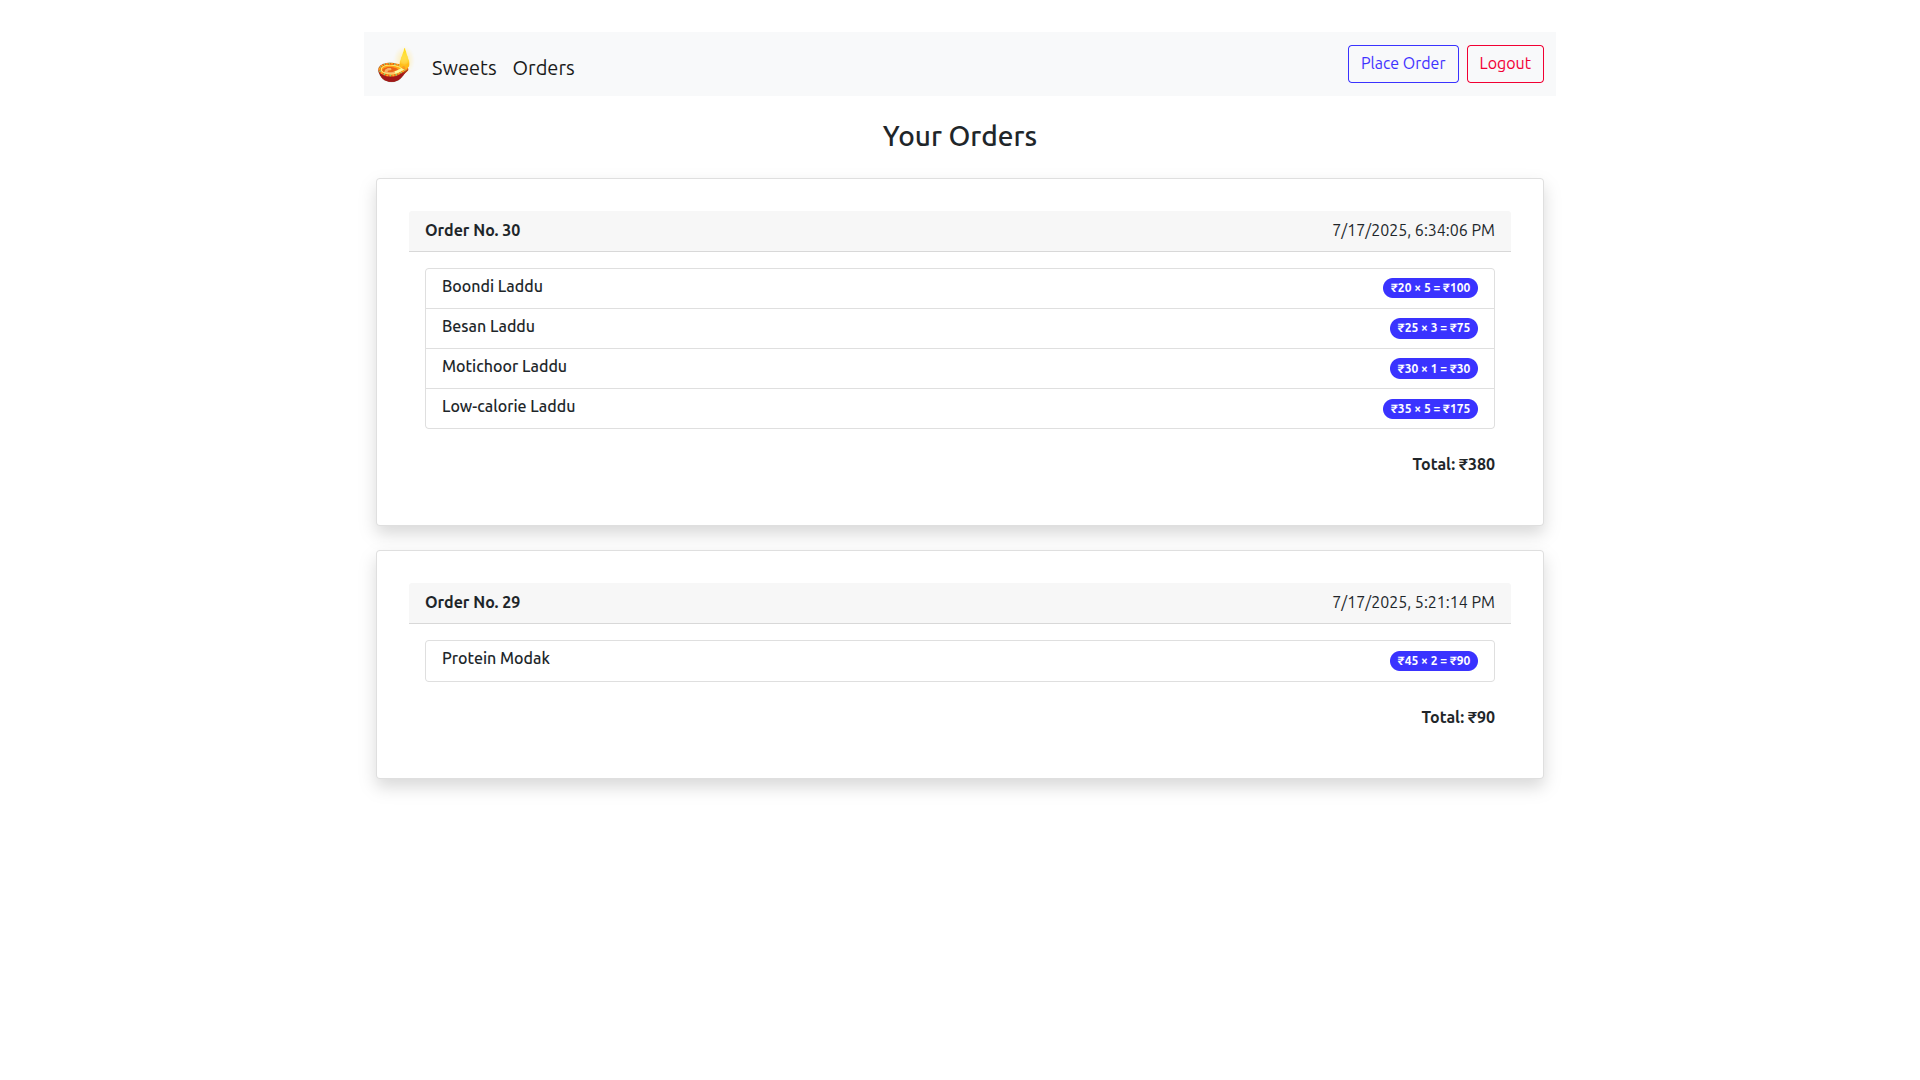 Sweets Orders Place Order Logout
Your Orders
Order No. 30 7/17/2025, 6:34:06 PM
Boondi Laddu ₹20 × 5 = ₹100
Besan Laddu ₹25 × 3 = ₹75
Motichoor Laddu ₹30 × 1 = ₹30
Low-calorie Laddu ₹35 × 5 = ₹175
Total: ₹380
Order No. 29 7/17/2025, 5:21:14 PM
Protein Modak ₹45 × 2 = ₹90
Total: ₹90